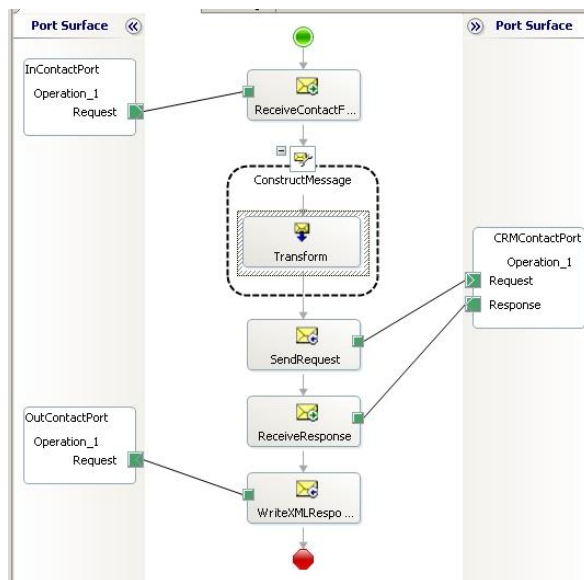 Port Surface
Port Surface
InContactPort
Operation_1
Request
ReceiveContactF ...
ConstructMessage
Transform
CRMContactPort
Operation_1
Request
Response
SendRequest
OutContactPort
Operation_1
Request
ReceiveResponse
WriteXMLRespo ...